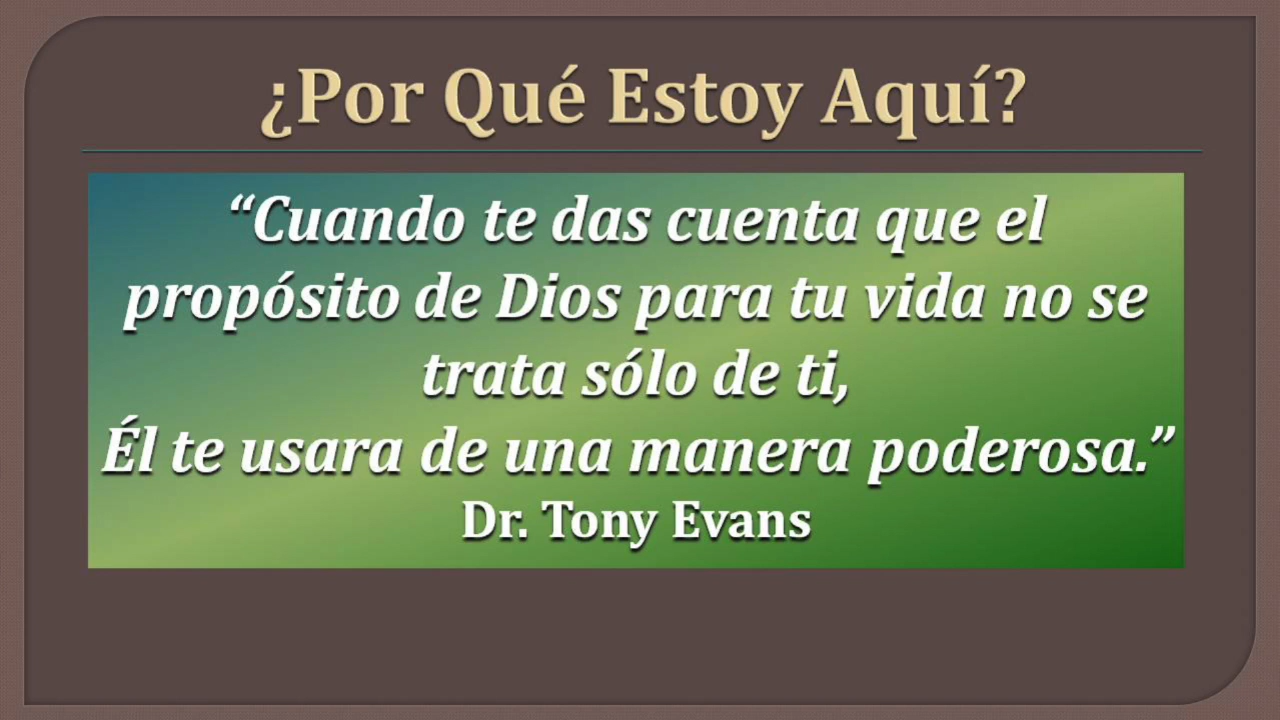 ¿Por Qué Estoy Aquí?
“Cuando te das cuenta que el
propósito de Dios para tu vida no se
trata sólo de ti,
Él te usara de una manera poderosa.”
Dr. Tony Evans